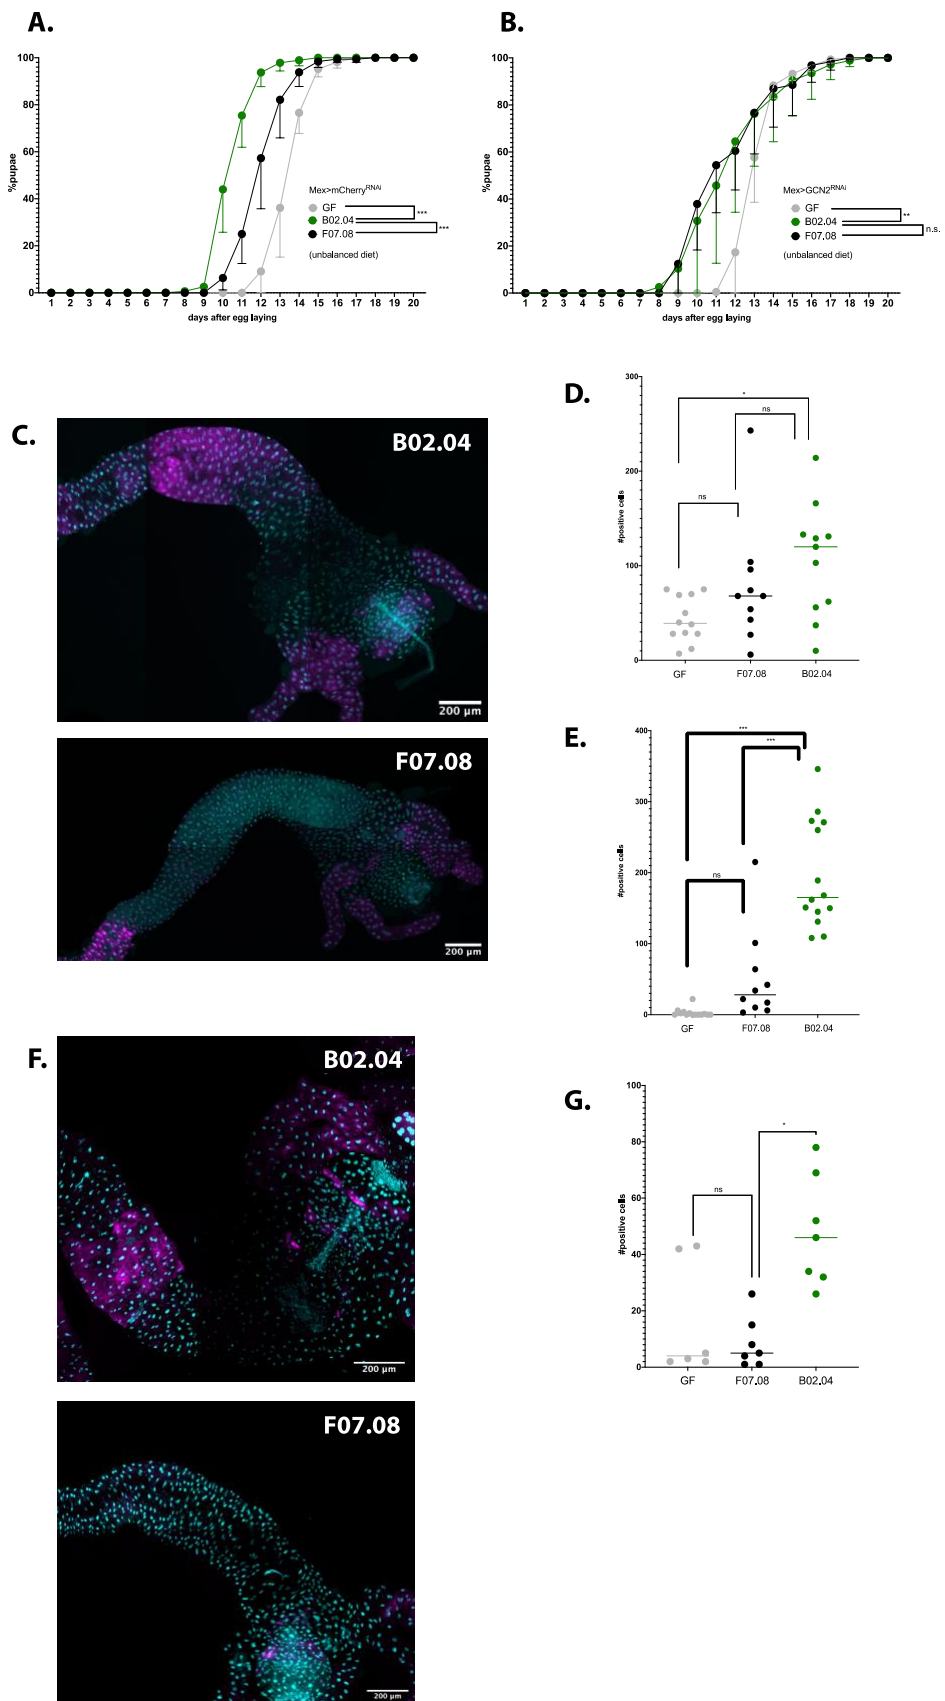 A.
100
80
60
40
20
0
%pupae
Mex>mCherryRNAi
GF
B02.04
F07.08
***
***
(unbalanced diet)
1 2 3 4 5 6 7 8 9 10 11 12 13 14 15 16 17 18 19 20
days after egg laying
B.
100
80
60
40
20
0
%pupae
Mex>GCN2RNAi
GF
B02.04
F07.08
**
n.s.
(unbalanced diet)
1 2 3 4 5 6 7 8 9 10 11 12 13 14 15 16 17 18 19 20
days after egg laying
C.
B02.04
200 µm
F07.08
200 µm
D.
300
200
100
0
#positive cells
*
ns
ns
GF F07.08 B02.04
E.
400
300
200
100
0
#positive cells
***
***
ns
GF F07.08 B02.04
F.
B02.04
200 µm
F07.08
200 µm
G.
100
80
60
40
20
0
#positive cells
*
ns
GF F07.08 B02.04